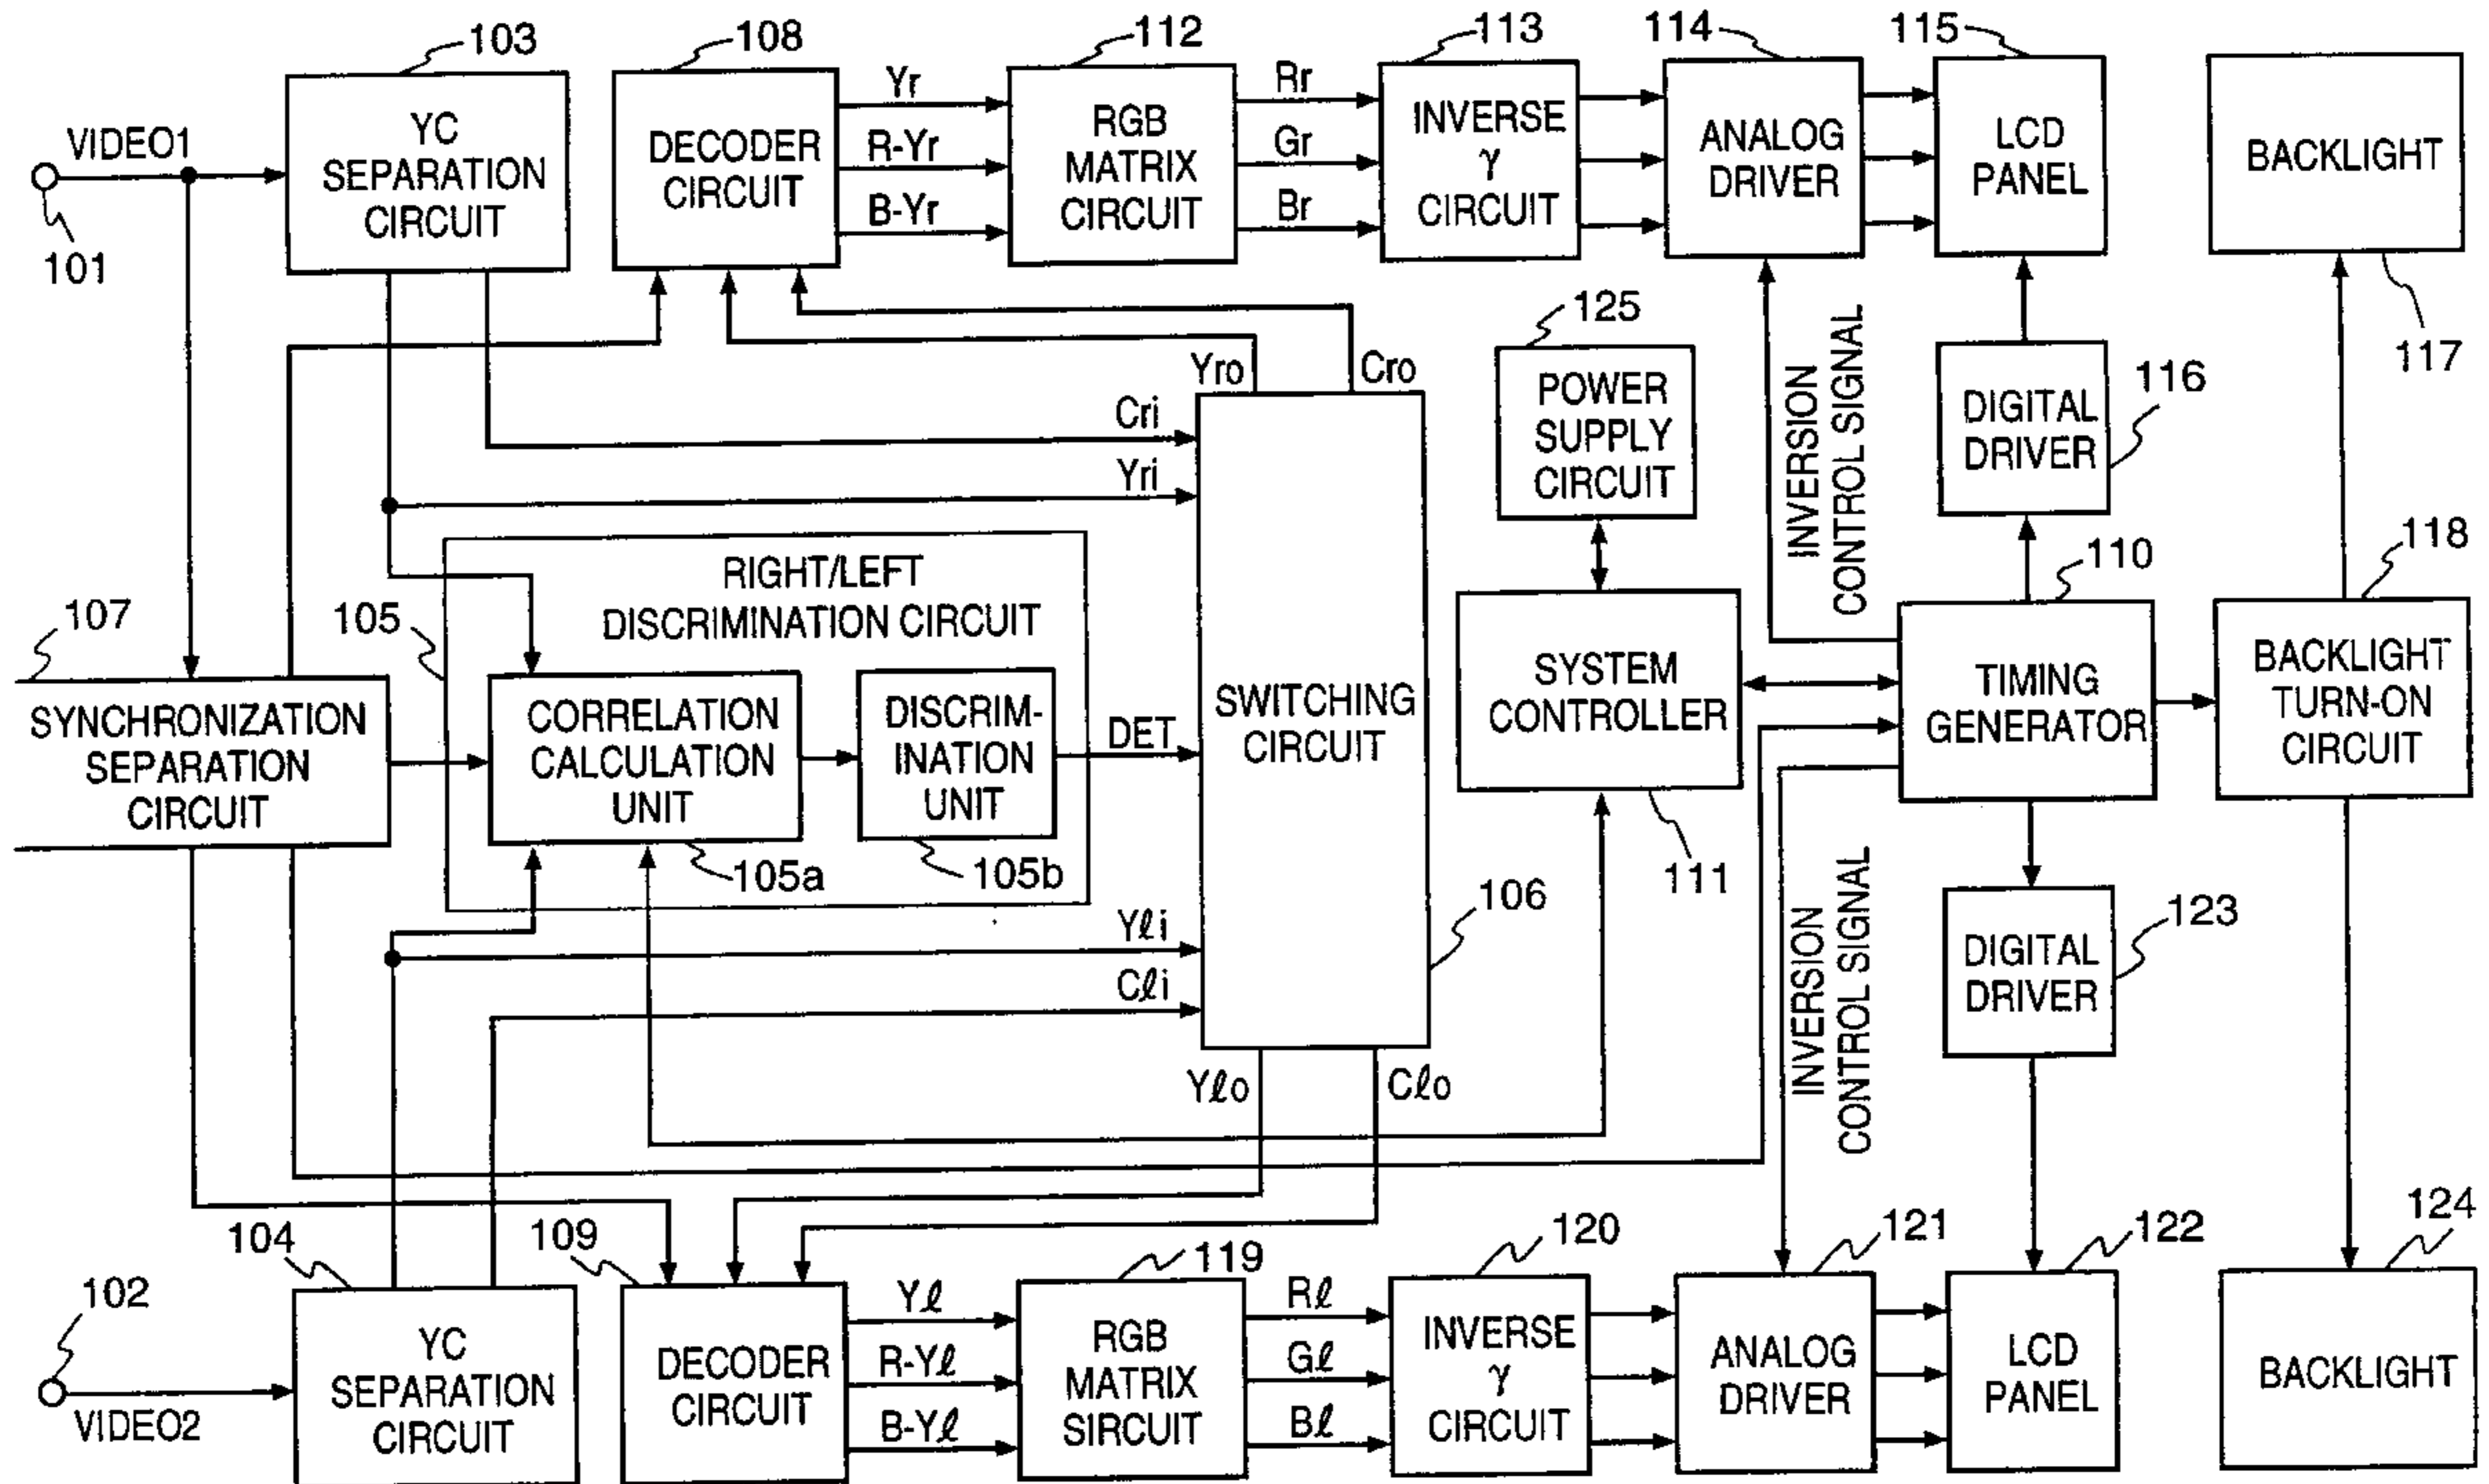 103
108
112
113
114
115
VIDEO1
101
YC
SEPARATION
CIRCUIT
DECODER
CIRCUIT
Yr
R-Yr
B-Yr
RGB
MATRIX
CIRCUIT
Rr
Gr
Br
INVERSE
γ
CIRCUIT
ANALOG
DRIVER
LCD
PANEL
BACKLIGHT
117
Yro
Cro
Cri
Yri
125
POWER
SUPPLY
CIRCUIT
INVERSION
CONTROL SIGNAL
DIGITAL
DRIVER
116
107
SYNCHRONIZATION
SEPARATION
CIRCUIT
105
RIGHT/LEFT
DISCRIMINATION CIRCUIT
CORRELATION
CALCULATION
UNIT
105a
DISCRIM-
INATION
UNIT
105b
DET
SWITCHING
CIRCUIT
106
SYSTEM
CONTROLLER
111
110
TIMING
GENERATOR
118
BACKLIGHT
TURN-ON
CIRCUIT
Yℓi
Cℓi
Yℓo
Cℓo
INVERSION
CONTROL SIGNAL
DIGITAL
DRIVER
123
102
VIDEO2
104
YC
SEPARATION
CIRCUIT
109
DECODER
CIRCUIT
Yℓ
R-Yℓ
B-Yℓ
119
RGB
MATRIX
SIRCUIT
Rℓ
Gℓ
Bℓ
120
INVERSE
γ
CIRCUIT
121
ANALOG
DRIVER
122
LCD
PANEL
124
BACKLIGHT